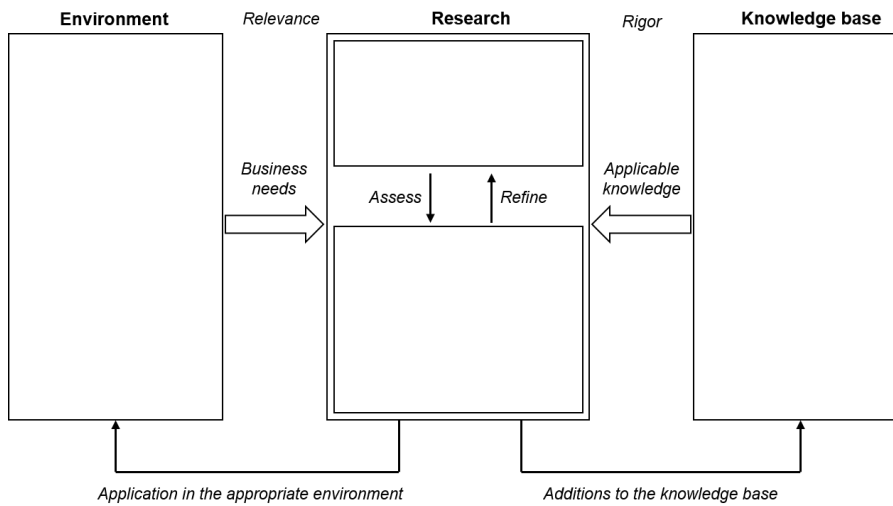 Environment
Relevance
Research
Rigor
Knowledge base
Business
needs
Assess
Refine
Applicable
knowledge
Application in the appropriate environment
Additions to the knowledge base